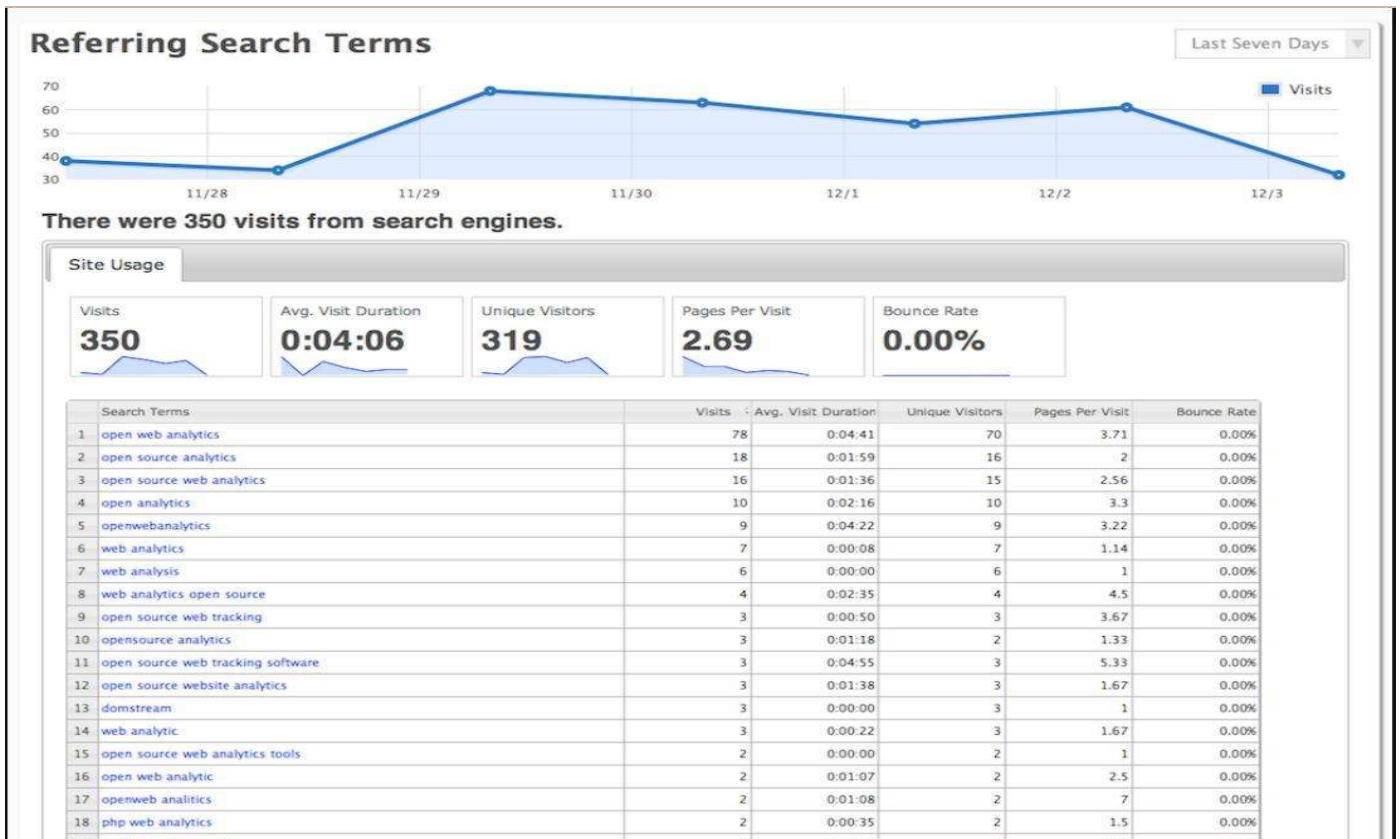 Referring Search Terms
Last Seven Days
Visits
70
60
50
40
30
11/28 11/29 11/30 12/1 12/2 12/3
There were 350 visits from search engines.
Site Usage
Visits Avg. Visit Duration Unique Visitors Pages Per Visit Bounce Rate
350 0:04:06 319 2.69 0.00%
Search Terms Visits Avg. Visit Duration Unique Visitors Pages Per Visit Bounce Rate
1 open web analytics 78 0:04:41 70 3.71 0.00%
2 open source analytics 18 0:01:59 16 2 0.00%
3 open source web analytics 16 0:01:36 15 2.56 0.00%
4 open analytics 10 0:02:16 10 3.3 0.00%
5 openwebanalytics 9 0:04:22 9 3.22 0.00%
6 web analytics 7 0:00:08 7 1.14 0.00%
7 web analysis 6 0:00:00 6 1 0.00%
8 web analytics open source 4 0:02:35 4 4.5 0.00%
9 open source web tracking 3 0:00:50 3 3.67 0.00%
10 opensource analytics 3 0:01:18 2 1.33 0.00%
11 open source web tracking software 3 0:04:55 3 5.33 0.00%
12 open source website analytics 3 0:01:38 3 1.67 0.00%
13 domstream 3 0:00:00 3 1 0.00%
14 web analytic 3 0:00:22 3 1.67 0.00%
15 open source web analytics tools 2 0:00:00 2 1 0.00%
16 open web analytic 2 0:01:07 2 2.5 0.00%
17 openweb analitics 2 0:01:08 2 7 0.00%
18 php web analytics 2 0:00:35 2 1.5 0.00%